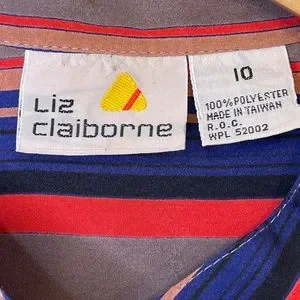 Liz
claiborne
10
100% POLYESTER
MADE IN TAIWAN
R.O.C.
WPL 52002